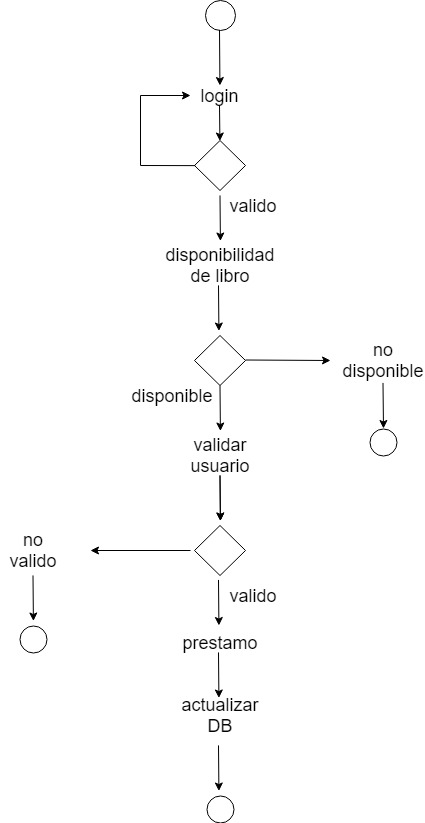 login
valido
disponibilidad
de libro
no
disponible
disponible
validar
usuario
no
valido
valido
prestamo
actualizar
DB